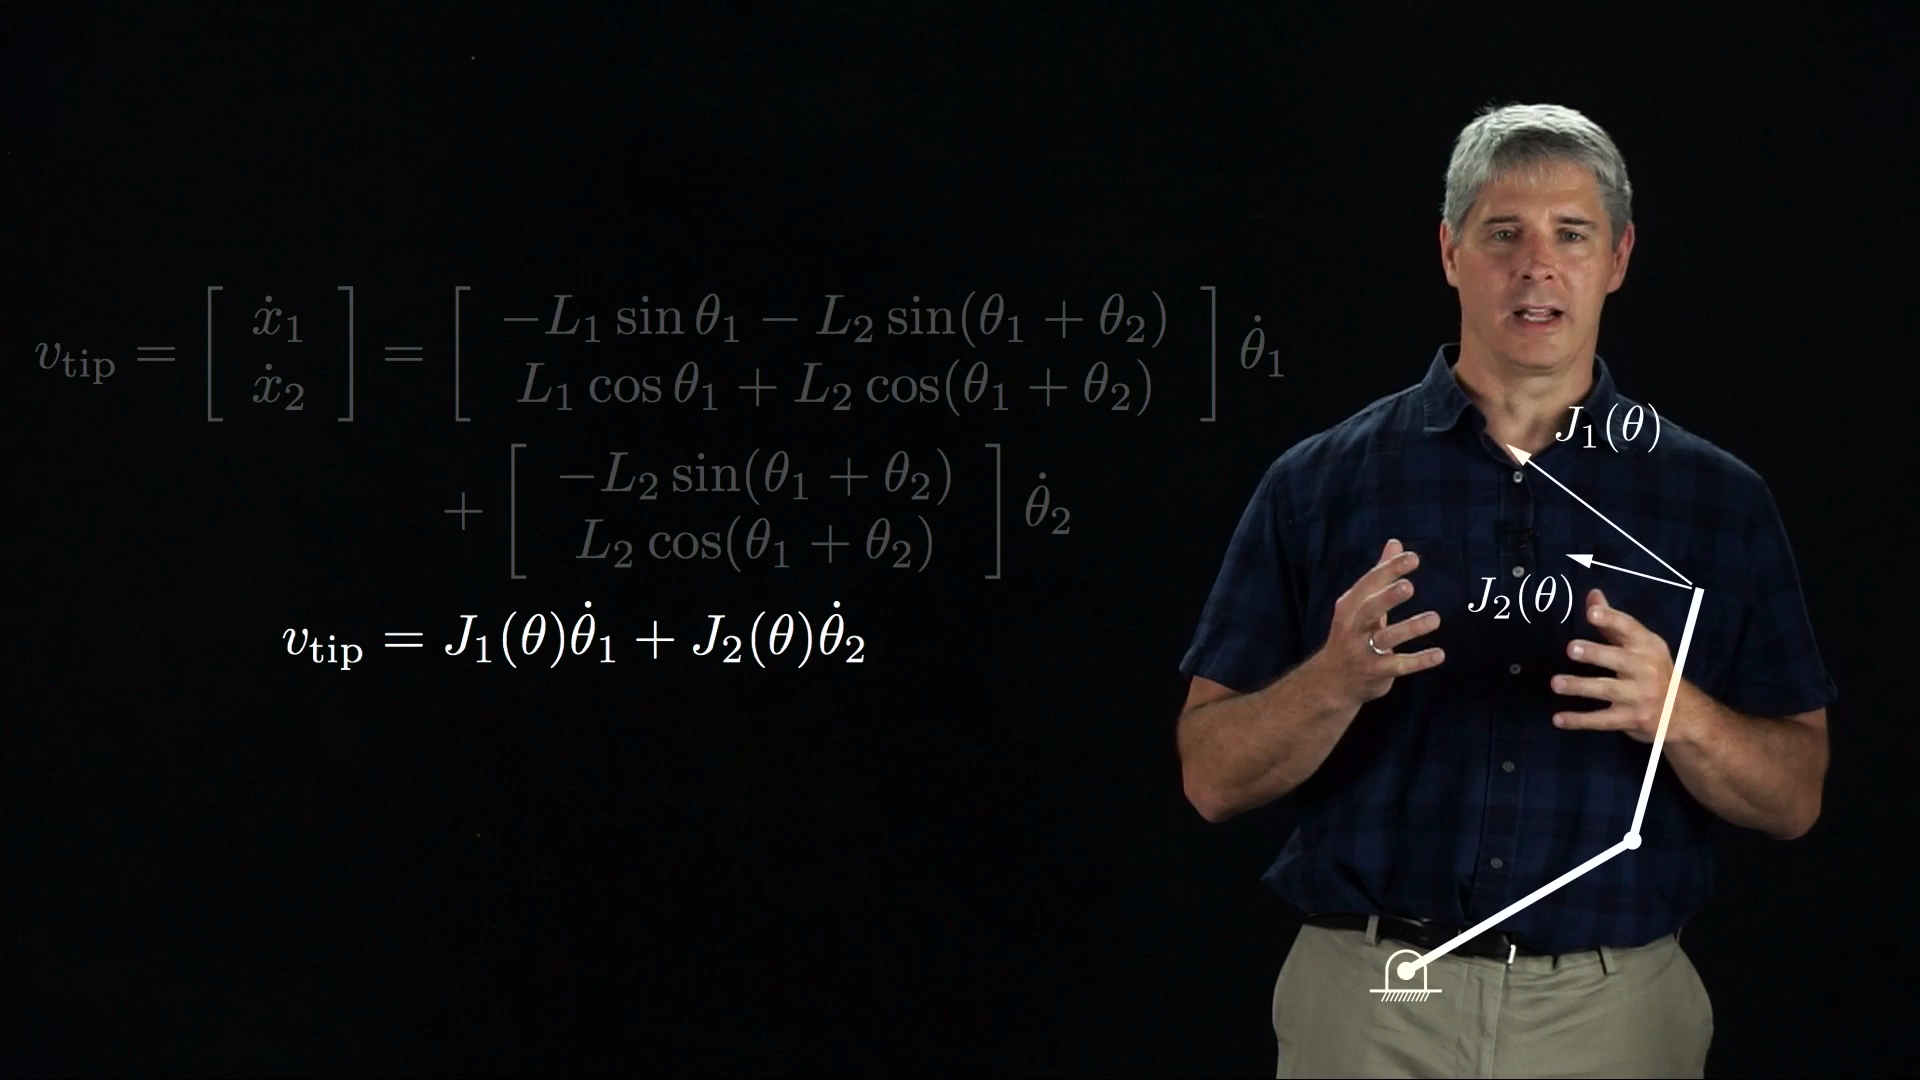 v_tip = [ ẋ₁ ẋ₂ ] = [ −L₁ sin θ₁ − L₂ sin(θ₁ + θ₂) L₁ cos θ₁ + L₂ cos(θ₁ + θ₂) ] θ̇₁
+ [ −L₂ sin(θ₁ + θ₂) L₂ cos(θ₁ + θ₂) ] θ̇₂
v_tip = J₁(θ)θ̇₁ + J₂(θ)θ̇₂
J₁(θ)
J₂(θ)